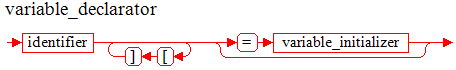 variable_declarator
identifier ] [ = variable_initializer